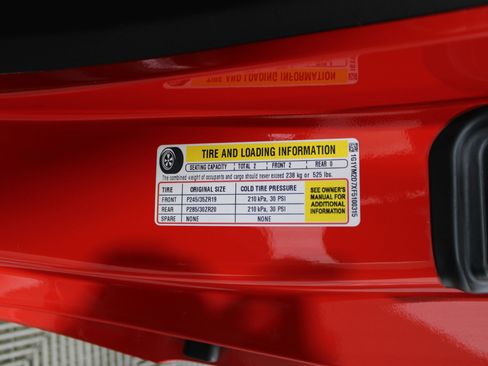 TIRE AND LOADING INFORMATION
SEATING CAPACITY TOTAL 2 FRONT 2 REAR 0
The combined weight of occupants and cargo should never exceed 238 kg or 525 lbs.
TIRE ORIGINAL SIZE COLD TIRE PRESSURE
FRONT P245/35ZR19 210 kPa, 30 PSI
REAR P285/30ZR20 210 kPa, 30 PSI
SPARE NONE NONE
SEE OWNER'S
MANUAL FOR
ADDITIONAL
INFORMATION
1G1YM2D7XF5100315